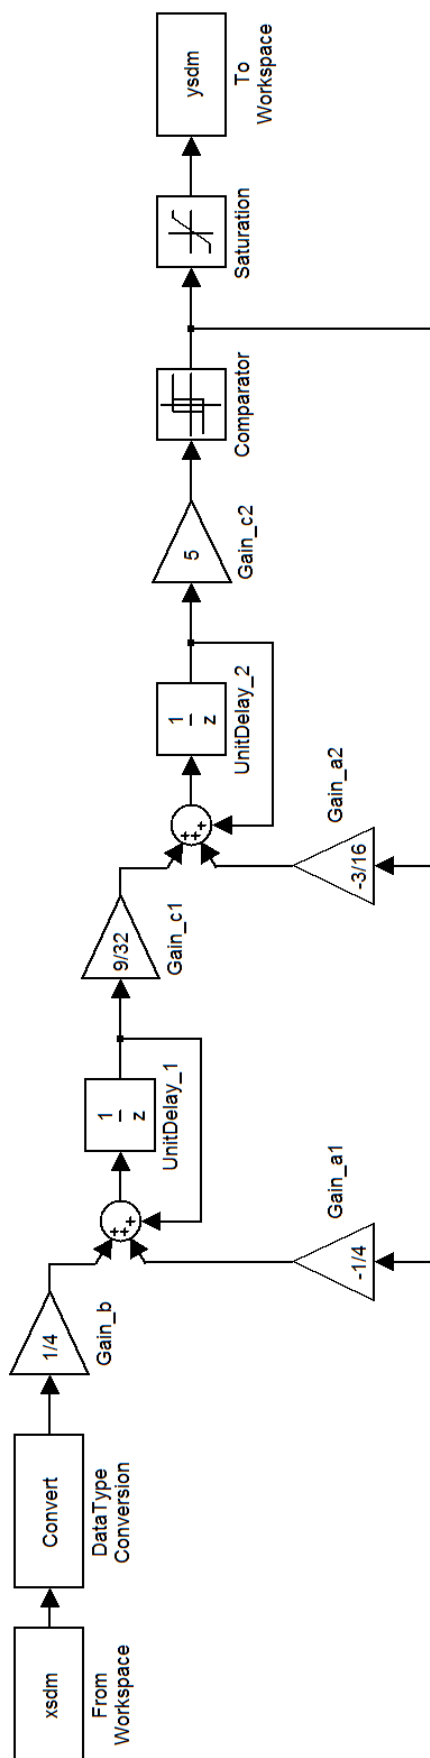 xsdm
From
Workspace
Convert
DataType
Conversion
1/4
Gain_b
+
+
+
-1/4
Gain_a1
1
z
UnitDelay_1
9/32
Gain_c1
+
+
+
-3/16
Gain_a2
1
z
UnitDelay_2
5
Gain_c2
Comparator
Saturation
ysdm
To
Workspace